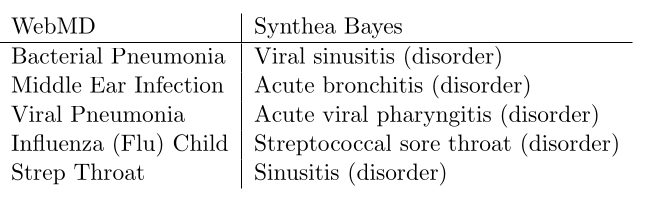 WebMD Synthea Bayes
Bacterial Pneumonia Viral sinusitis (disorder)
Middle Ear Infection Acute bronchitis (disorder)
Viral Pneumonia Acute viral pharyngitis (disorder)
Influenza (Flu) Child Streptococcal sore throat (disorder)
Strep Throat Sinusitis (disorder)